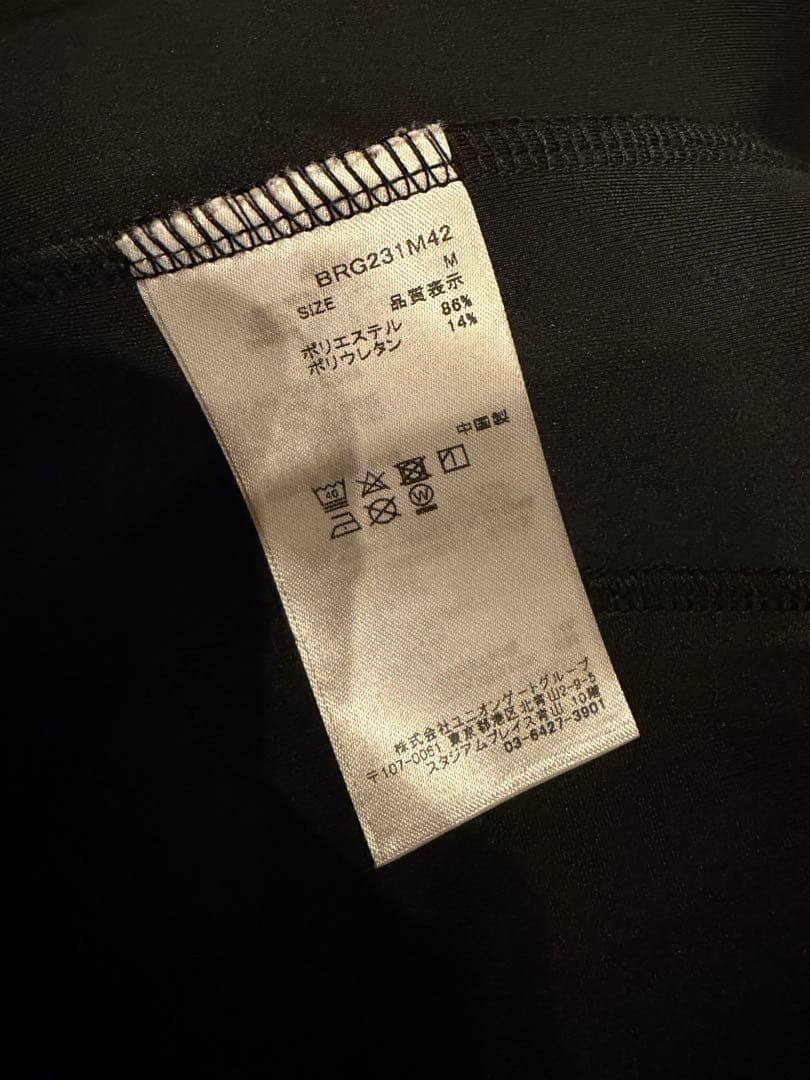 BRG231M42
SIZE M
品質表示
ポリエステル 86%
ポリウレタン 14%
中国製
40
W
株式会社ユニオンゲートグループ
〒107-0061 東京都港区北青山2-9-5
スタジアムプレイス青山 10階
03-6427-3901